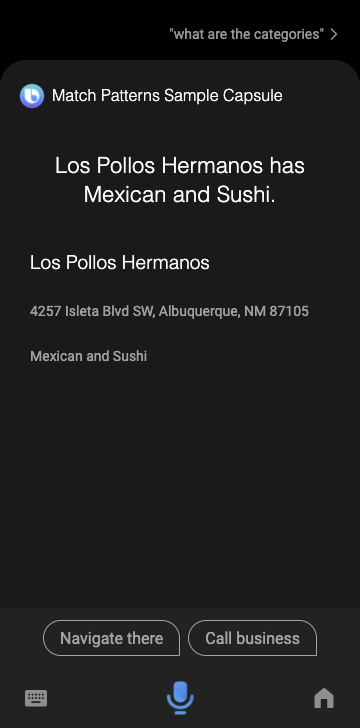 "what are the categories"
Match Patterns Sample Capsule
Los Pollos Hermanos has
Mexican and Sushi.
Los Pollos Hermanos
4257 Isleta Blvd SW, Albuquerque, NM 87105
Mexican and Sushi
Navigate there
Call business